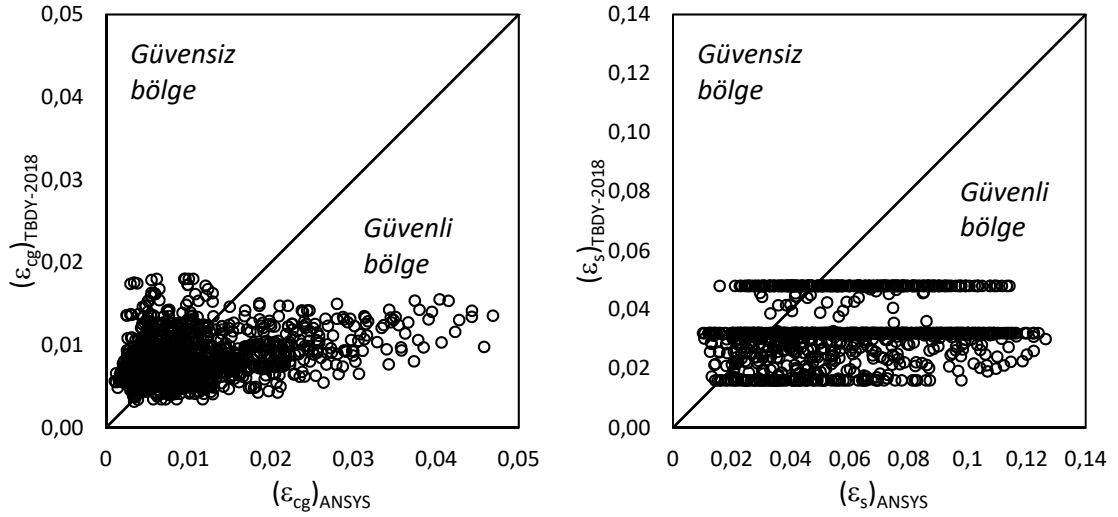 0,05
0,04
0,03
0,02
0,01
0,00
(εcg)TBDY-2018
Güvensiz
bölge
Güvenli
bölge
0
0,01
0,02
0,03
0,04
0,05
(εcg)ANSYS
0,14
0,12
0,10
0,08
0,06
0,04
0,02
0,00
(εs)TBDY-2018
Güvensiz
bölge
Güvenli
bölge
0
0,02
0,04
0,06
0,08
0,1
0,12
0,14
(εs)ANSYS